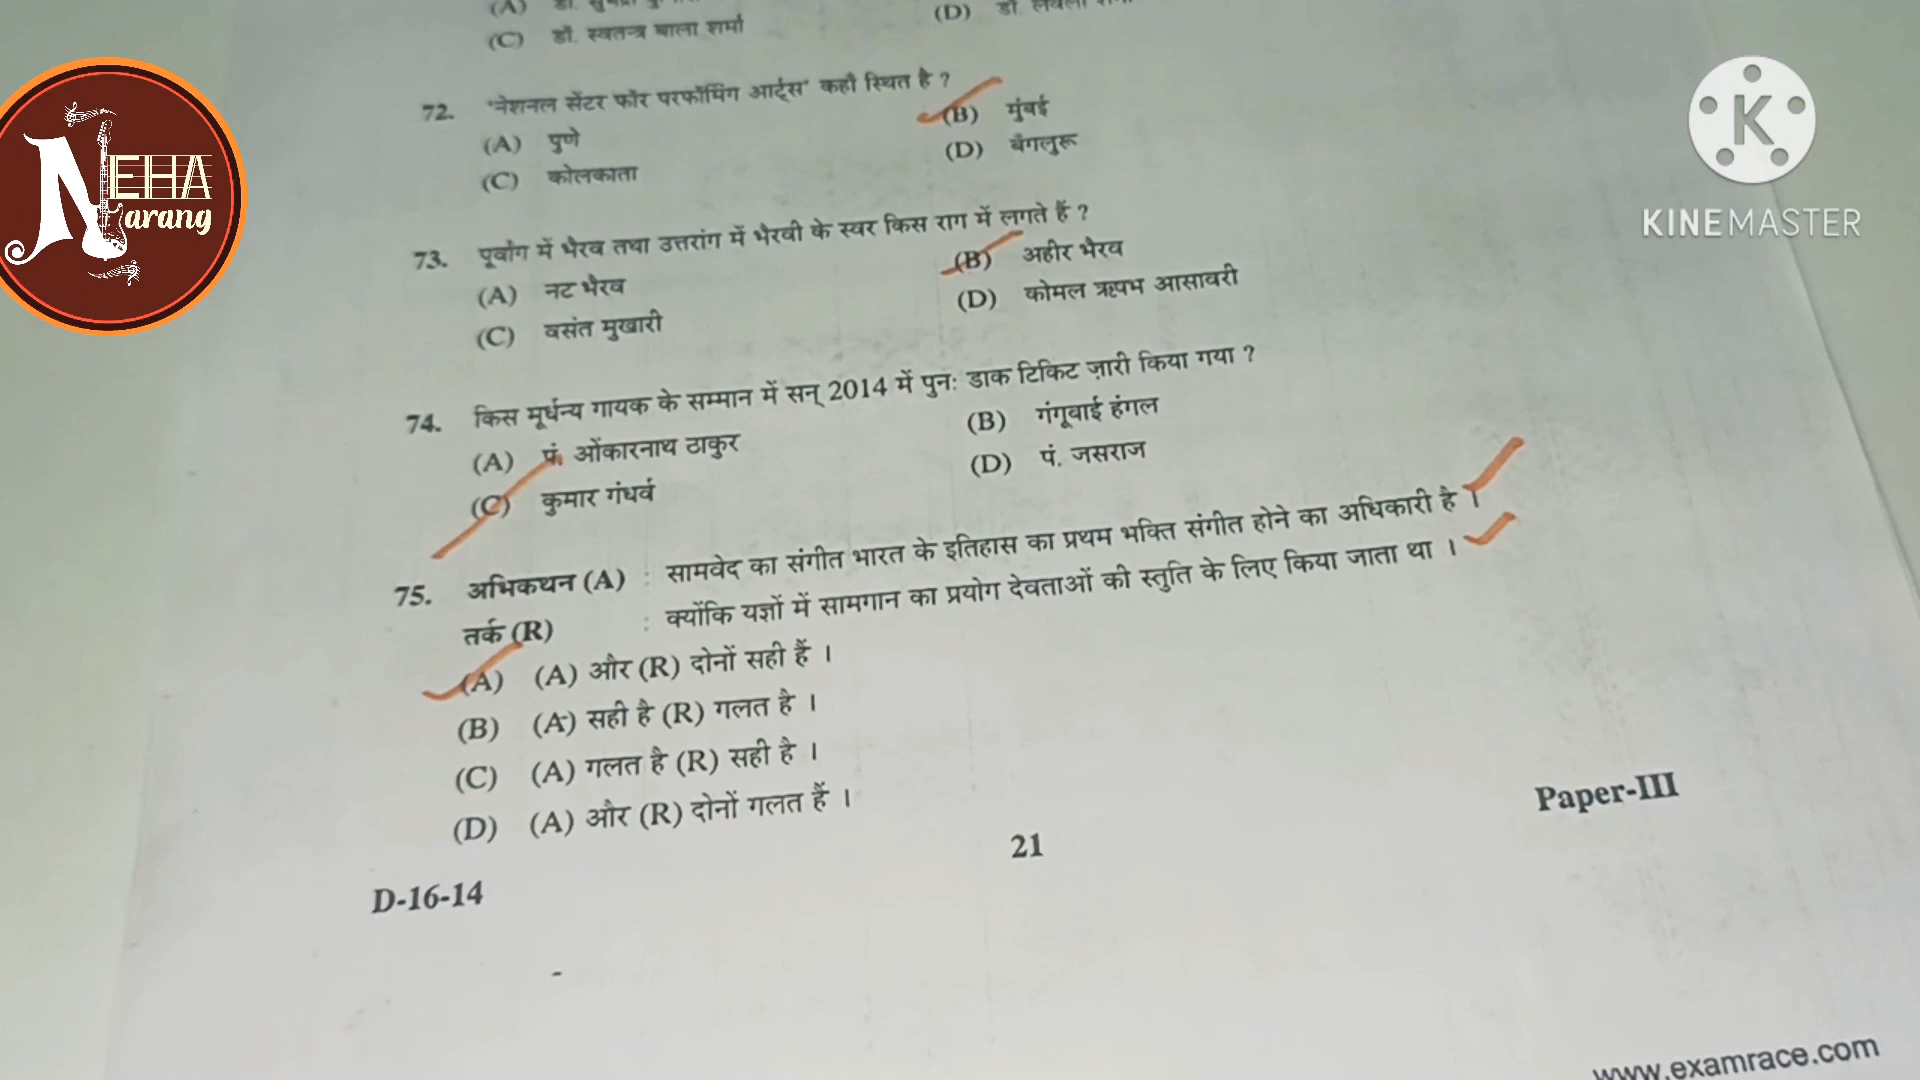 (C) डॉ. स्वतन्त्र बाला शर्मा
(D) डॉ.
72. 'नेशनल सेंटर फॉर परफॉर्मिंग आर्ट्स' कहाँ स्थित है ?
(A) पुणे (B) मुंबई
(C) कोलकाता (D) बैंगलुरू
73. पूर्वांग में भैरव तथा उत्तरांग में भैरवी के स्वर किस राग में लगते हैं ?
(A) नट भैरव (B) अहीर भैरव
(C) वसंत मुखारी (D) कोमल ऋषभ आसावरी
74. किस मूर्धन्य गायक के सम्मान में सन् 2014 में पुनः डाक टिकिट ज़ारी किया गया ?
(A) पं. ओंकारनाथ ठाकुर (B) गंगूबाई हंगल
(C) कुमार गंधर्व (D) पं. जसराज
75. अभिकथन (A) : सामवेद का संगीत भारत के इतिहास का प्रथम भक्ति संगीत होने का अधिकारी है ।
तर्क (R) : क्योंकि यज्ञों में सामगान का प्रयोग देवताओं की स्तुति के लिए किया जाता था ।
(A) (A) और (R) दोनों सही हैं ।
(B) (A) सही है (R) गलत है ।
(C) (A) गलत है (R) सही है ।
(D) (A) और (R) दोनों गलत हैं ।
D-16-14 21 Paper-III
www.examrace.com
NEHA
Narang
K
KINEMASTER